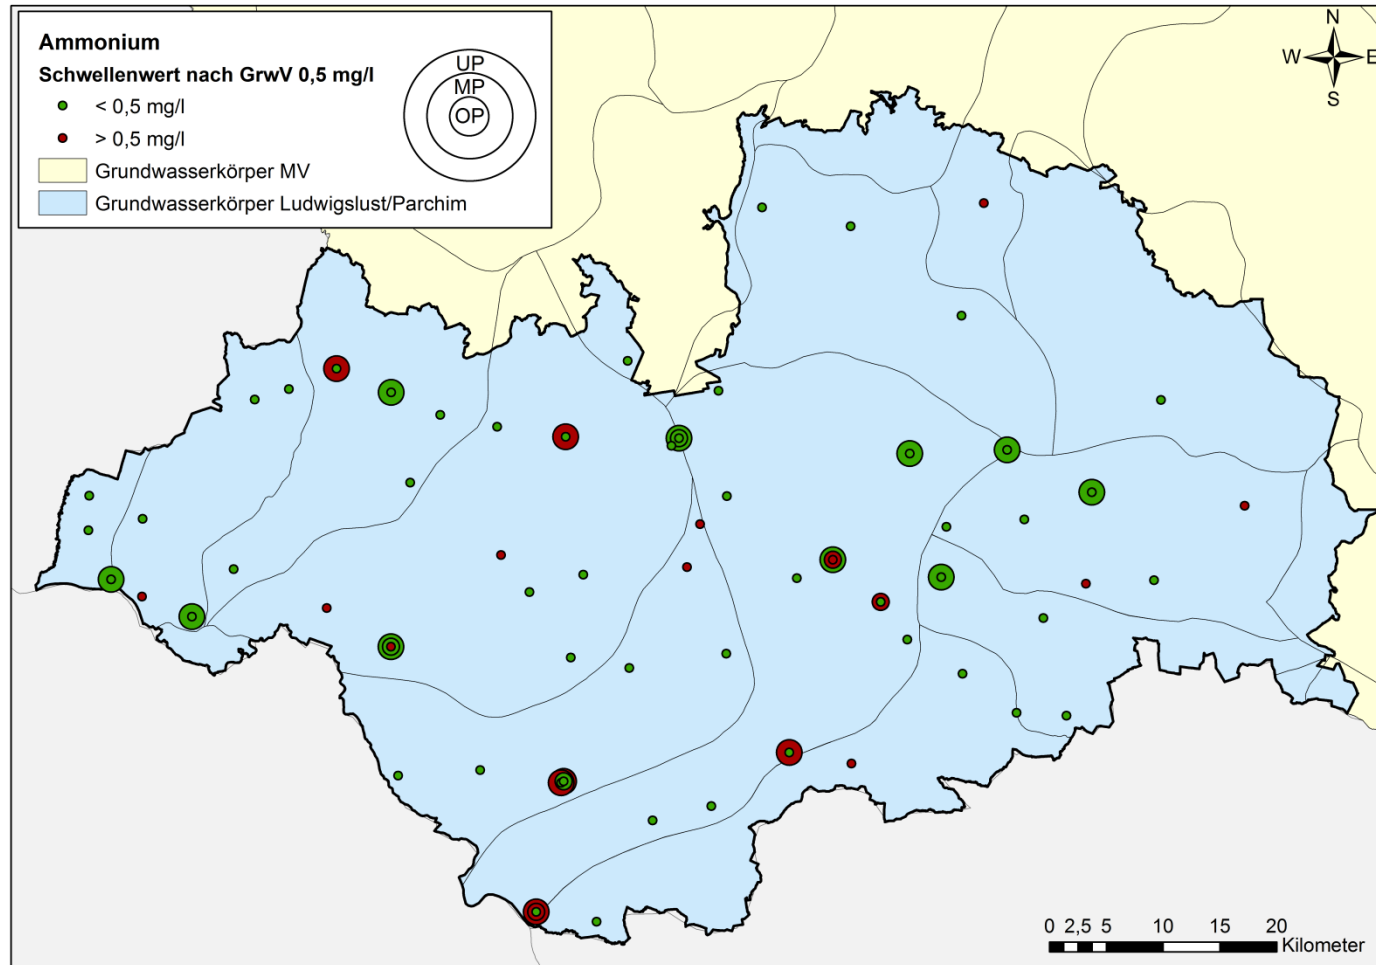 Ammonium
Schwellenwert nach GrwV 0,5 mg/l
< 0,5 mg/l
> 0,5 mg/l
Grundwasserkörper MV
Grundwasserkörper Ludwigslust/Parchim
UP
MP
OP
N
W E
S
0 2,5 5 10 15 20
Kilometer